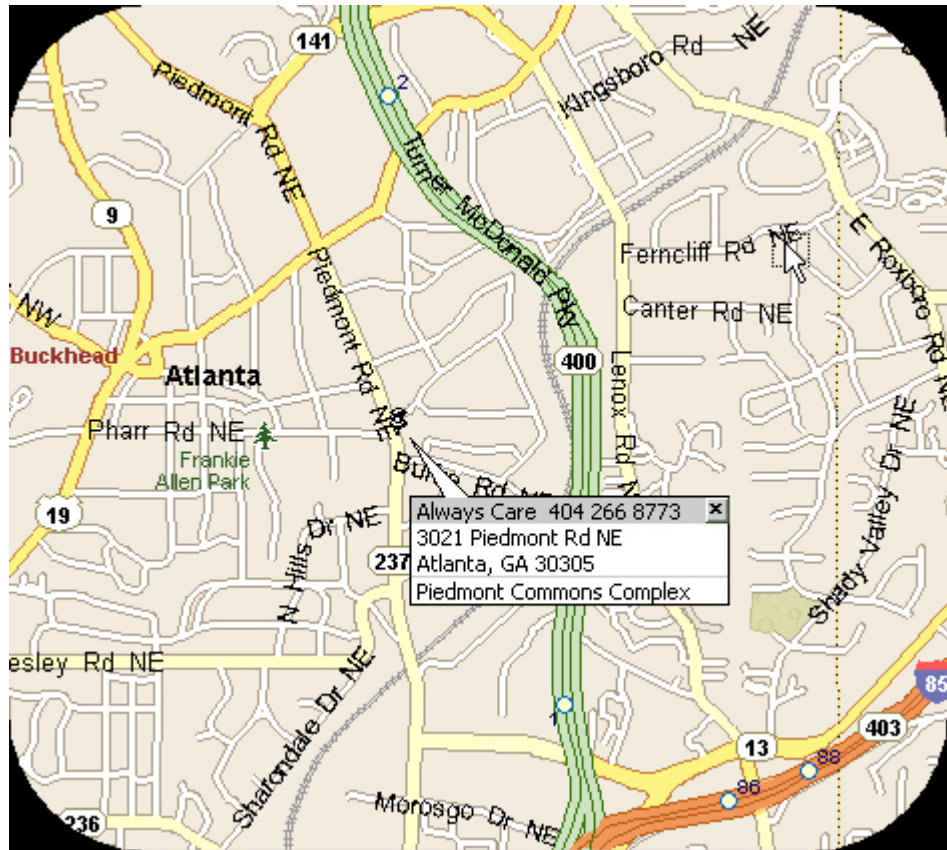 141
Kingsboro Rd NE
Piedmont Rd NE
2
Turner McDonald Pky
9
E Roxboro Rd NE
Ferncliff Rd NE
Piedmont Rd NE
Canter Rd NE
NW
Buckhead
Atlanta
400
Lenox Rd
Pharr Rd NE
Frankie
Allen Park
Shady Valley Dr NE
19
N Hills Dr NE
237
Always Care 404 266 8773
3021 Piedmont Rd NE
Atlanta, GA 30305
Piedmont Commons Complex
esley Rd NE
Sharondale Dr NE
85
1
403
13
88
86
Morosgo Dr NE
236